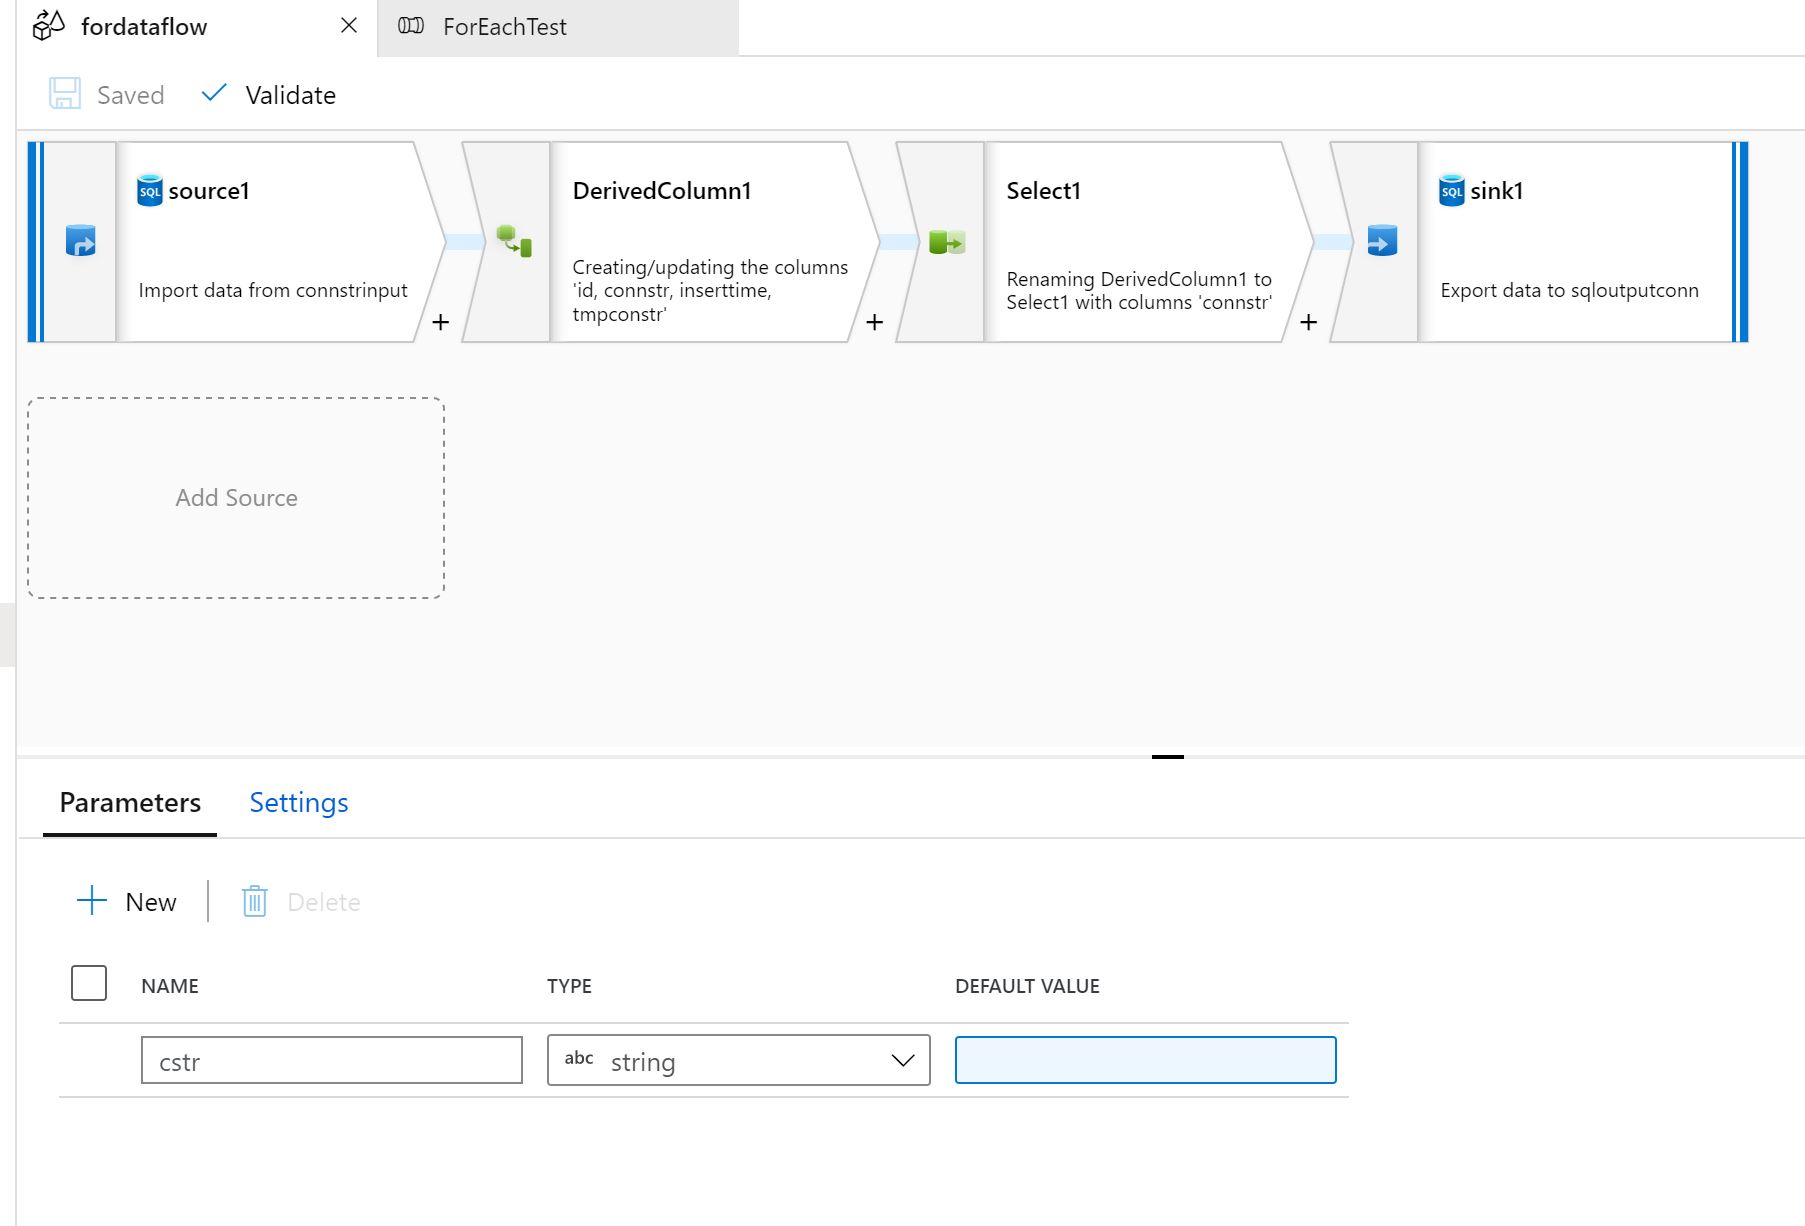 fordataflow
ForEachTest
Saved
Validate
SQL source1
Import data from connstrinput
DerivedColumn1
Creating/updating the columns
'id, connstr, inserttime,
tmpconstr'
Select1
Renaming DerivedColumn1 to
Select1 with columns 'connstr'
SQL sink1
Export data to sqloutputconn
+ + +
Add Source
Parameters Settings
New
Delete
NAME TYPE DEFAULT VALUE
cstr abc string